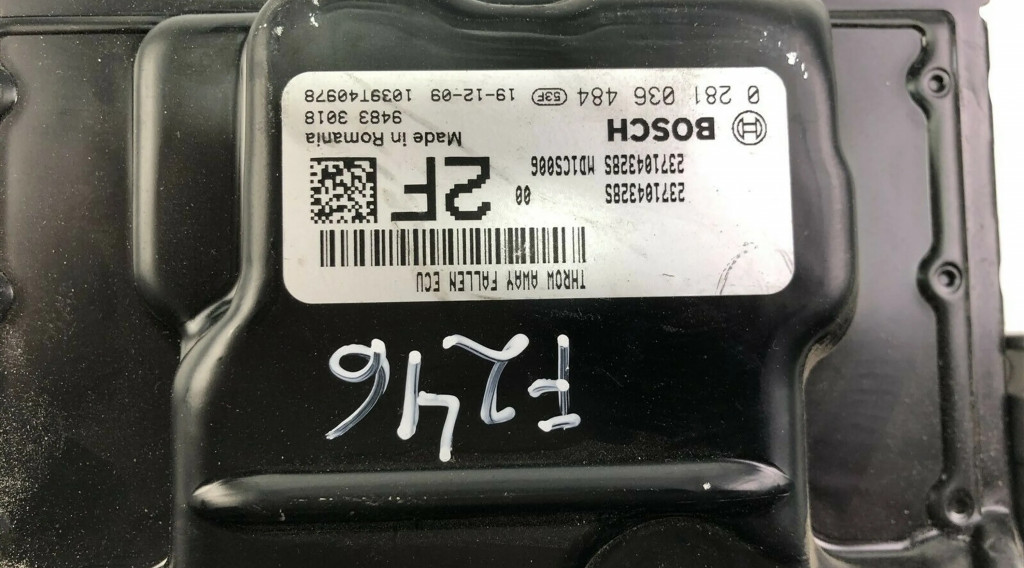 F246
THROW AWAY FALLEN ECU
2F
237104328S 00
237104328S MD1CS006
BOSCH
Made in Romania
9483 3018
0 281 036 484 53F 19-12-09 1039T40978